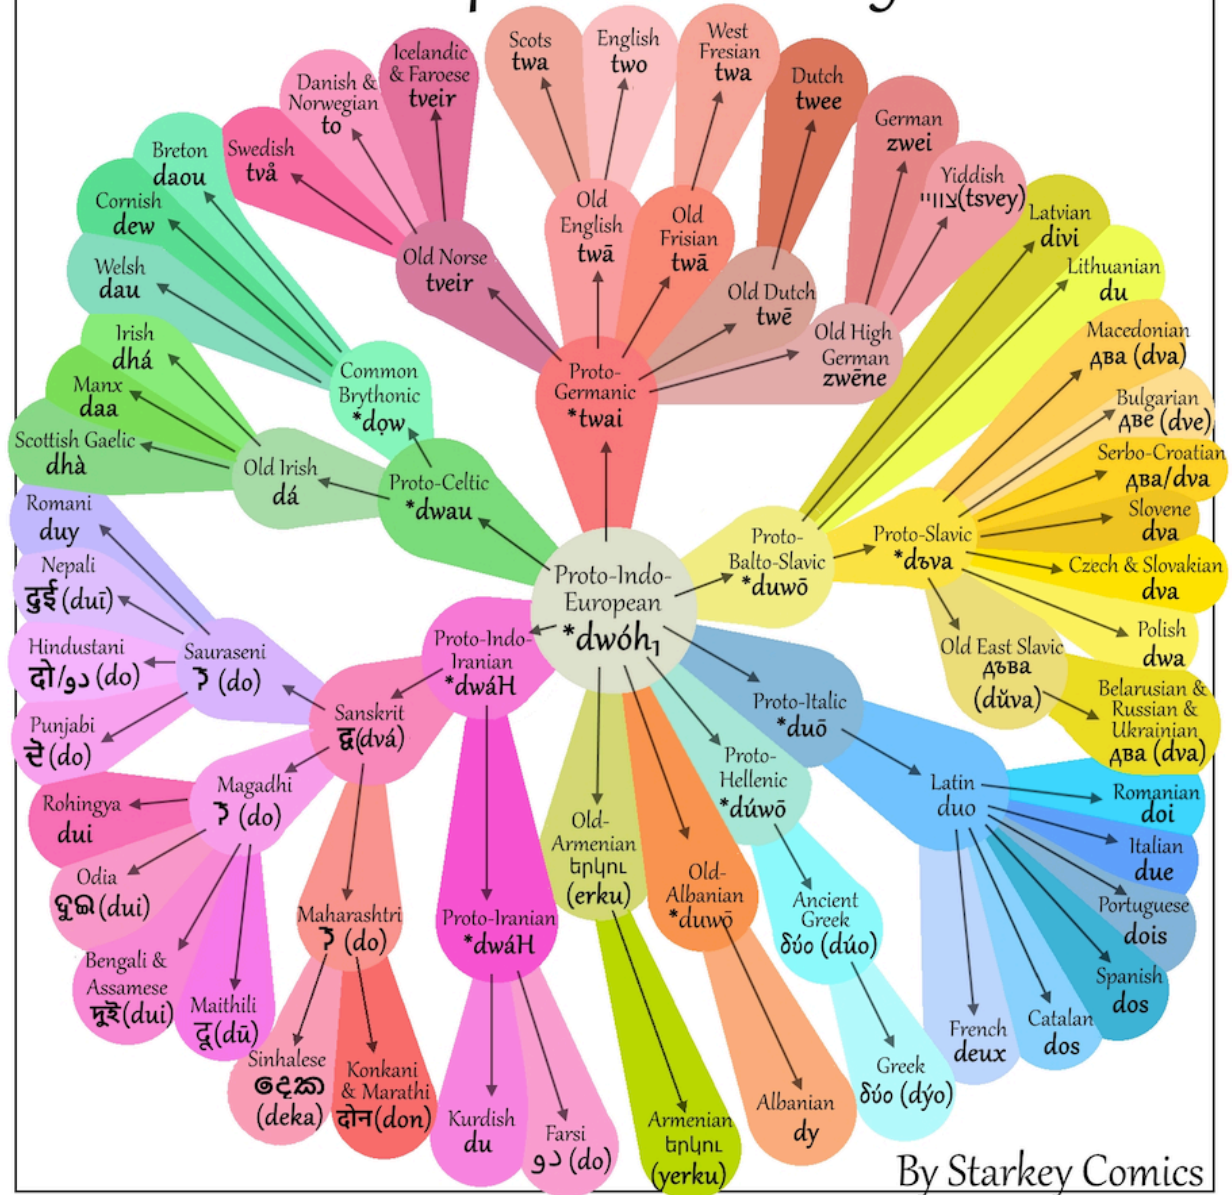 Scots
twa
English
two
West
Fresian
twa
Dutch
twee
German
zwei
Yiddish
צוויי(tsvey)
Icelandic
& Faroese
tveir
Danish &
Norwegian
to
Swedish
två
Breton
daou
Cornish
dew
Welsh
dau
Irish
dhá
Manx
daa
Scottish Gaelic
dhà
Old Norse
tveir
Old
English
twā
Old
Frisian
twā
Old Dutch
twē
Old High
German
zwēne
Proto-
Germanic
*twai
Common
Brythonic
*dọw
Old Irish
dá
Proto-Celtic
*dwau
Latvian
divi
Lithuanian
du
Macedonian
два (dva)
Bulgarian
две (dve)
Serbo-Croatian
два/dva
Slovene
dva
Czech & Slovakian
dva
Polish
dwa
Belarusian &
Russian &
Ukrainian
два (dva)
Proto-
Balto-Slavic
*duwō
Proto-Slavic
*dъva
Old East Slavic
дъва
(dŭva)
Proto-Indo-
European
*dwóh₁
Proto-Indo-
Iranian
*dwáH
Sanskrit
द्व(dvá)
Sauraseni
(do)
Romani
duy
Nepali
दुई (duī)
Hindustani
दो/دو (do)
Punjabi
ਦੋ (do)
Magadhi
(do)
Rohingya
dui
Odia
ଦୁଇ (dui)
Bengali &
Assamese
দুই(dui)
Maithili
दू(dū)
Maharashtri
(do)
Sinhalese
දෙක
(deka)
Konkani
& Marathi
दोन(don)
Proto-Iranian
*dwáH
Kurdish
du
Farsi
دو (do)
Old-
Armenian
երկու
(erku)
Armenian
երկու
(yerku)
Old-
Albanian
*duwō
Albanian
dy
Proto-
Hellenic
*dúwō
Ancient
Greek
δύο (dúo)
Greek
δύο (dýo)
Proto-Italic
*duō
Latin
duo
Romanian
doi
Italian
due
Portuguese
dois
Spanish
dos
Catalan
dos
French
deux
By Starkey Comics